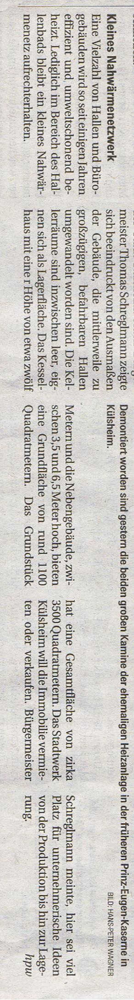 Kleines Nahwärmenetzwerk
Eine Vielzahl von Hallen und Büro-
gebäuden wird so seit einigen Jahren
effizient und umweltschonend be-
heizt. Lediglich im Bereich des Hal-
lenbads bleibt ein kleines Nahwär-
menetz aufrechterhalten.
meister Thomas Schreglmann zeigte
sich beeindruckt von den Ausmaßen
der Gebäude, die mittlerweile zu
großzügigen, befahrbaren Hallen
umgewandelt worden sind. Die Kel-
lerräume sind inzwischen leer, eig-
nen sich als Lagerfläche. Das Kessel-
haus mit eine r Höhe von etwa zwölf
Demontiert worden sind gestern die beiden großen Kamine der ehemaligen Heizanlage in der früheren Prinz-Eugen-Kaserne in
Külsheim.
BILD: HANS-PETER WAGNER
Metern und die Nebengebäude, zwi-
schen 3,5 und 6,5 Meter hoch, bieten
eine Grundfläche von rund 1100
Quadratmetern. Das Grundstück
hat eine Gesamtfläche von zirka
3500 Quadratmetern. Das Stadtwerk
Külsheim will die Immobilie vermie-
ten oder verkaufen. Bürgermeister
Schreglmann meinte, hier sei viel
Platz für unternehmerische Ideen
von der Produktion bis hin zur Lage-
rung.
hpw